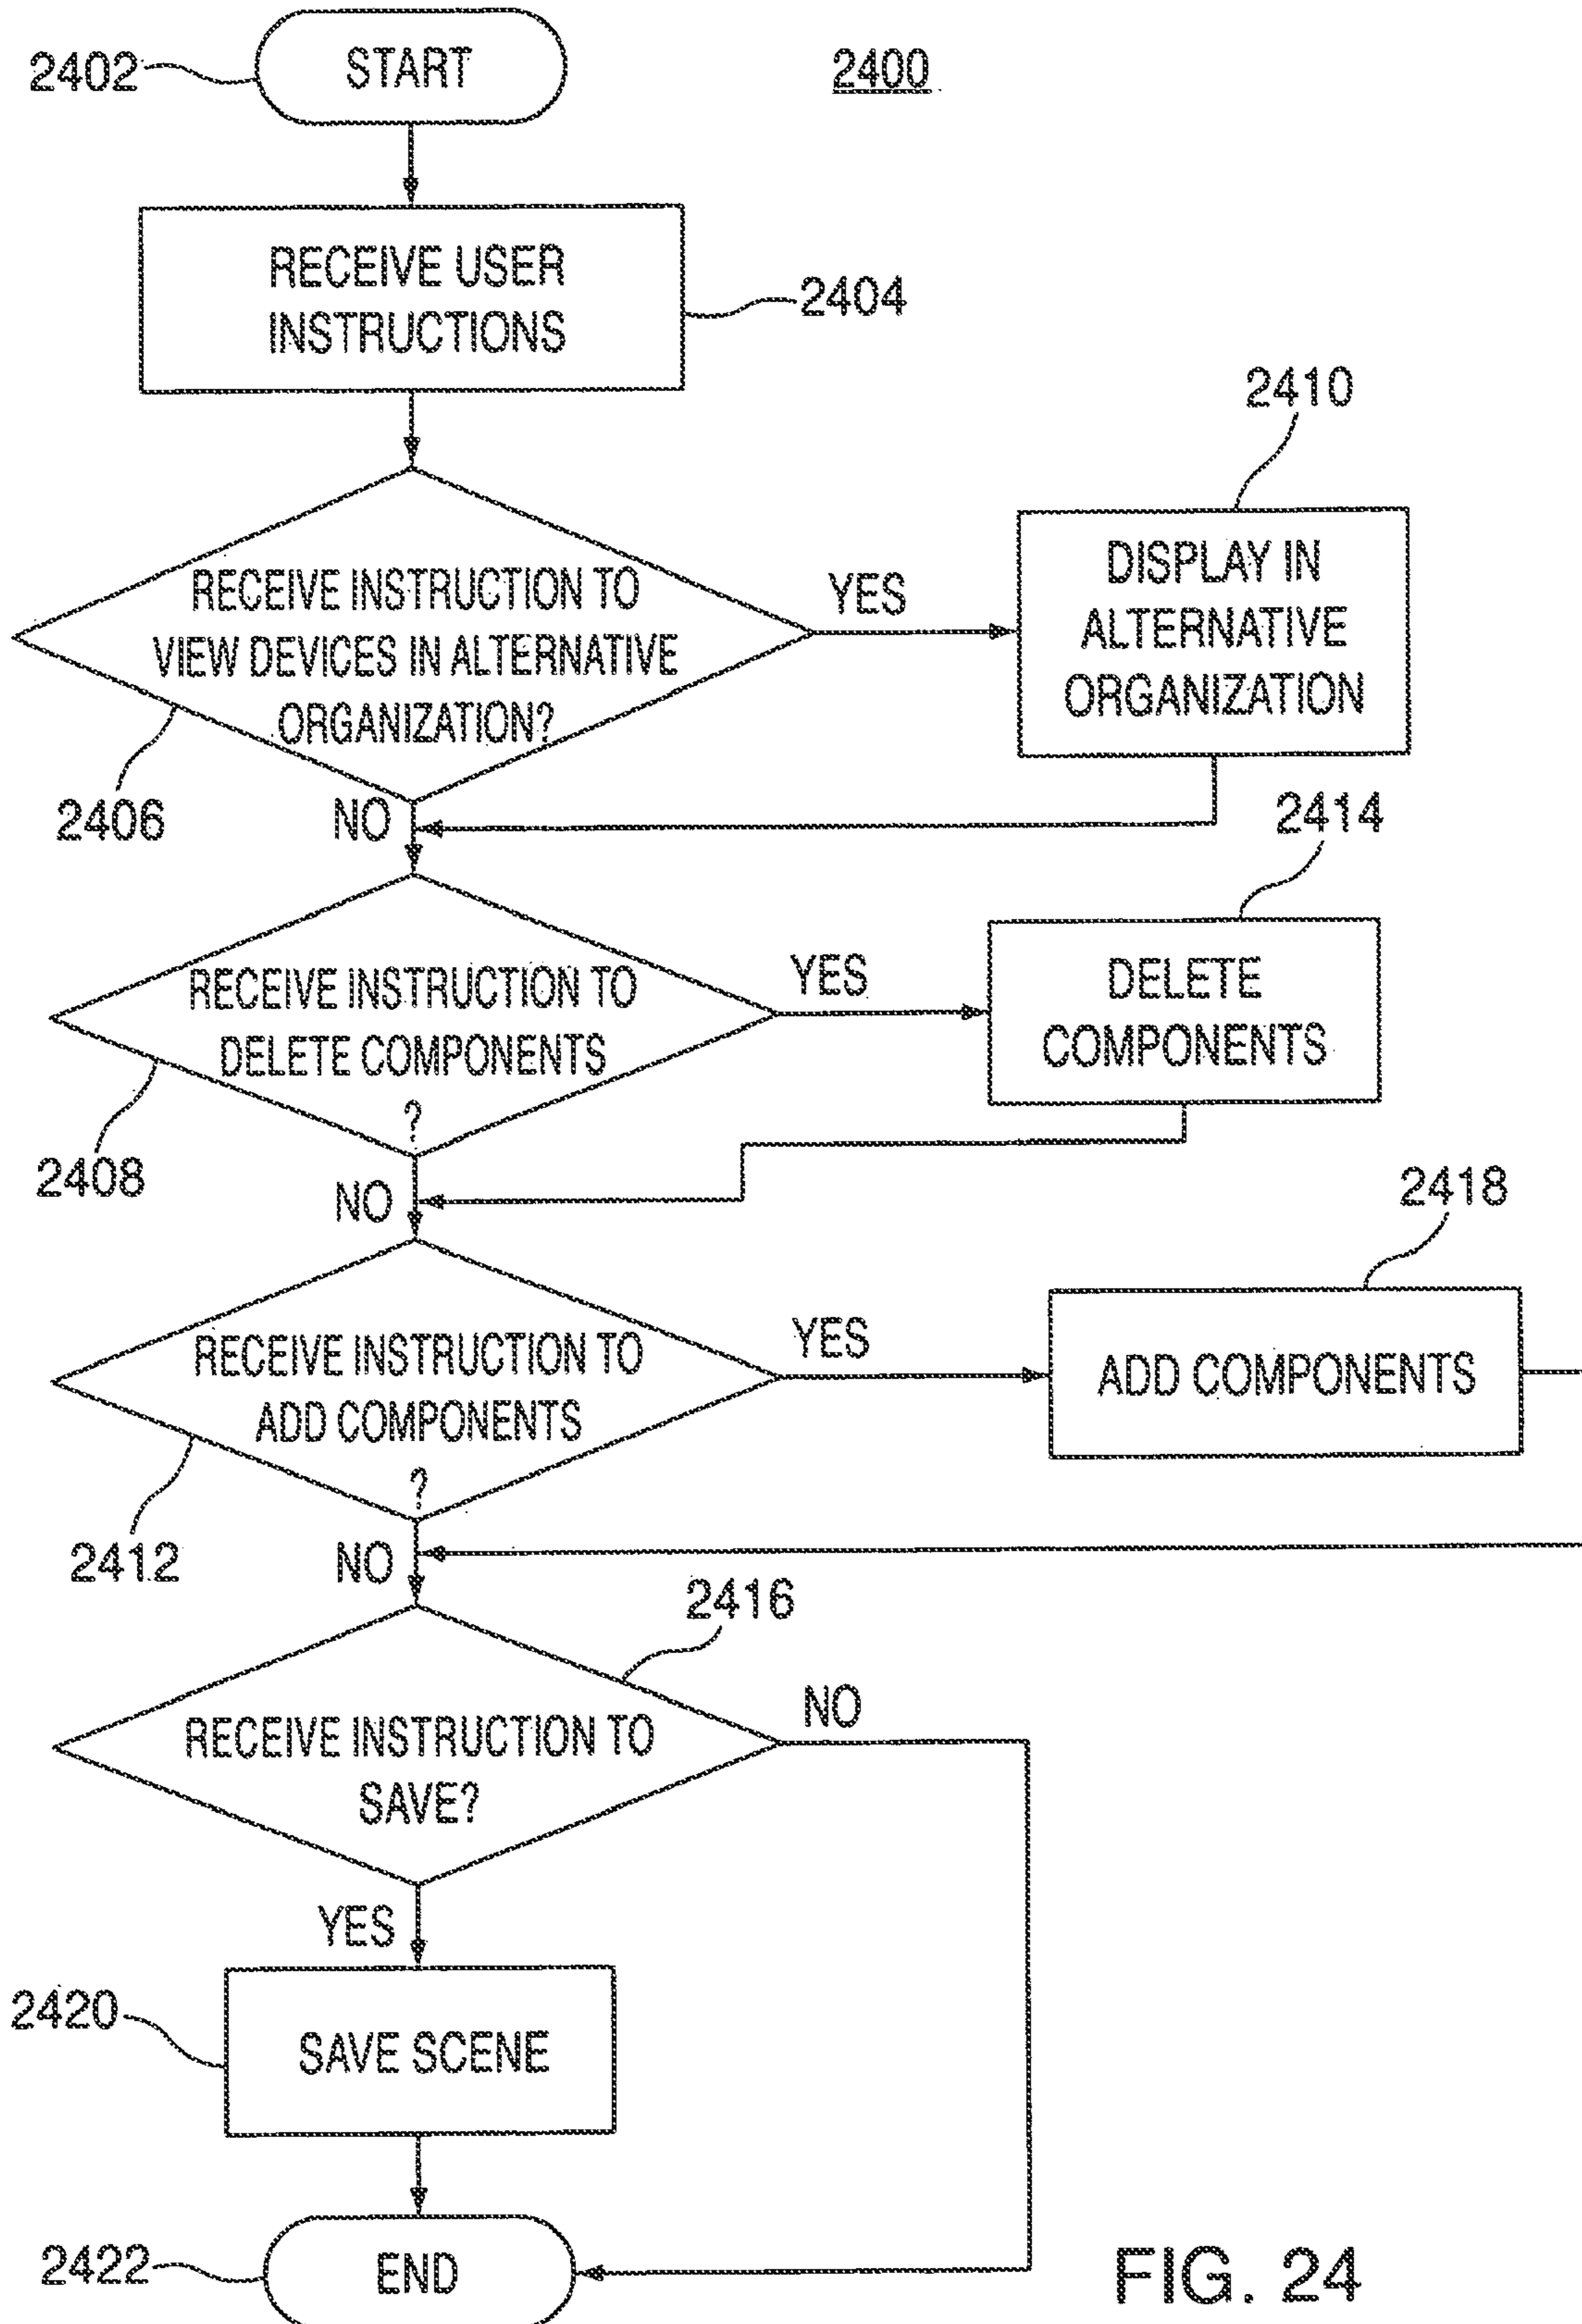 2402
START
2400
RECEIVE USER
INSTRUCTIONS
2404
2410
RECEIVE INSTRUCTION TO
VIEW DEVICES IN ALTERNATIVE
ORGANIZATION?
YES
DISPLAY IN
ALTERNATIVE
ORGANIZATION
2406
NO
2414
RECEIVE INSTRUCTION TO
DELETE COMPONENTS
?
YES
DELETE
COMPONENTS
2408
NO
2418
RECEIVE INSTRUCTION TO
ADD COMPONENTS
?
YES
ADD COMPONENTS
2412
NO
2416
RECEIVE INSTRUCTION TO
SAVE?
NO
YES
2420
SAVE SCENE
2422
END
FIG. 24